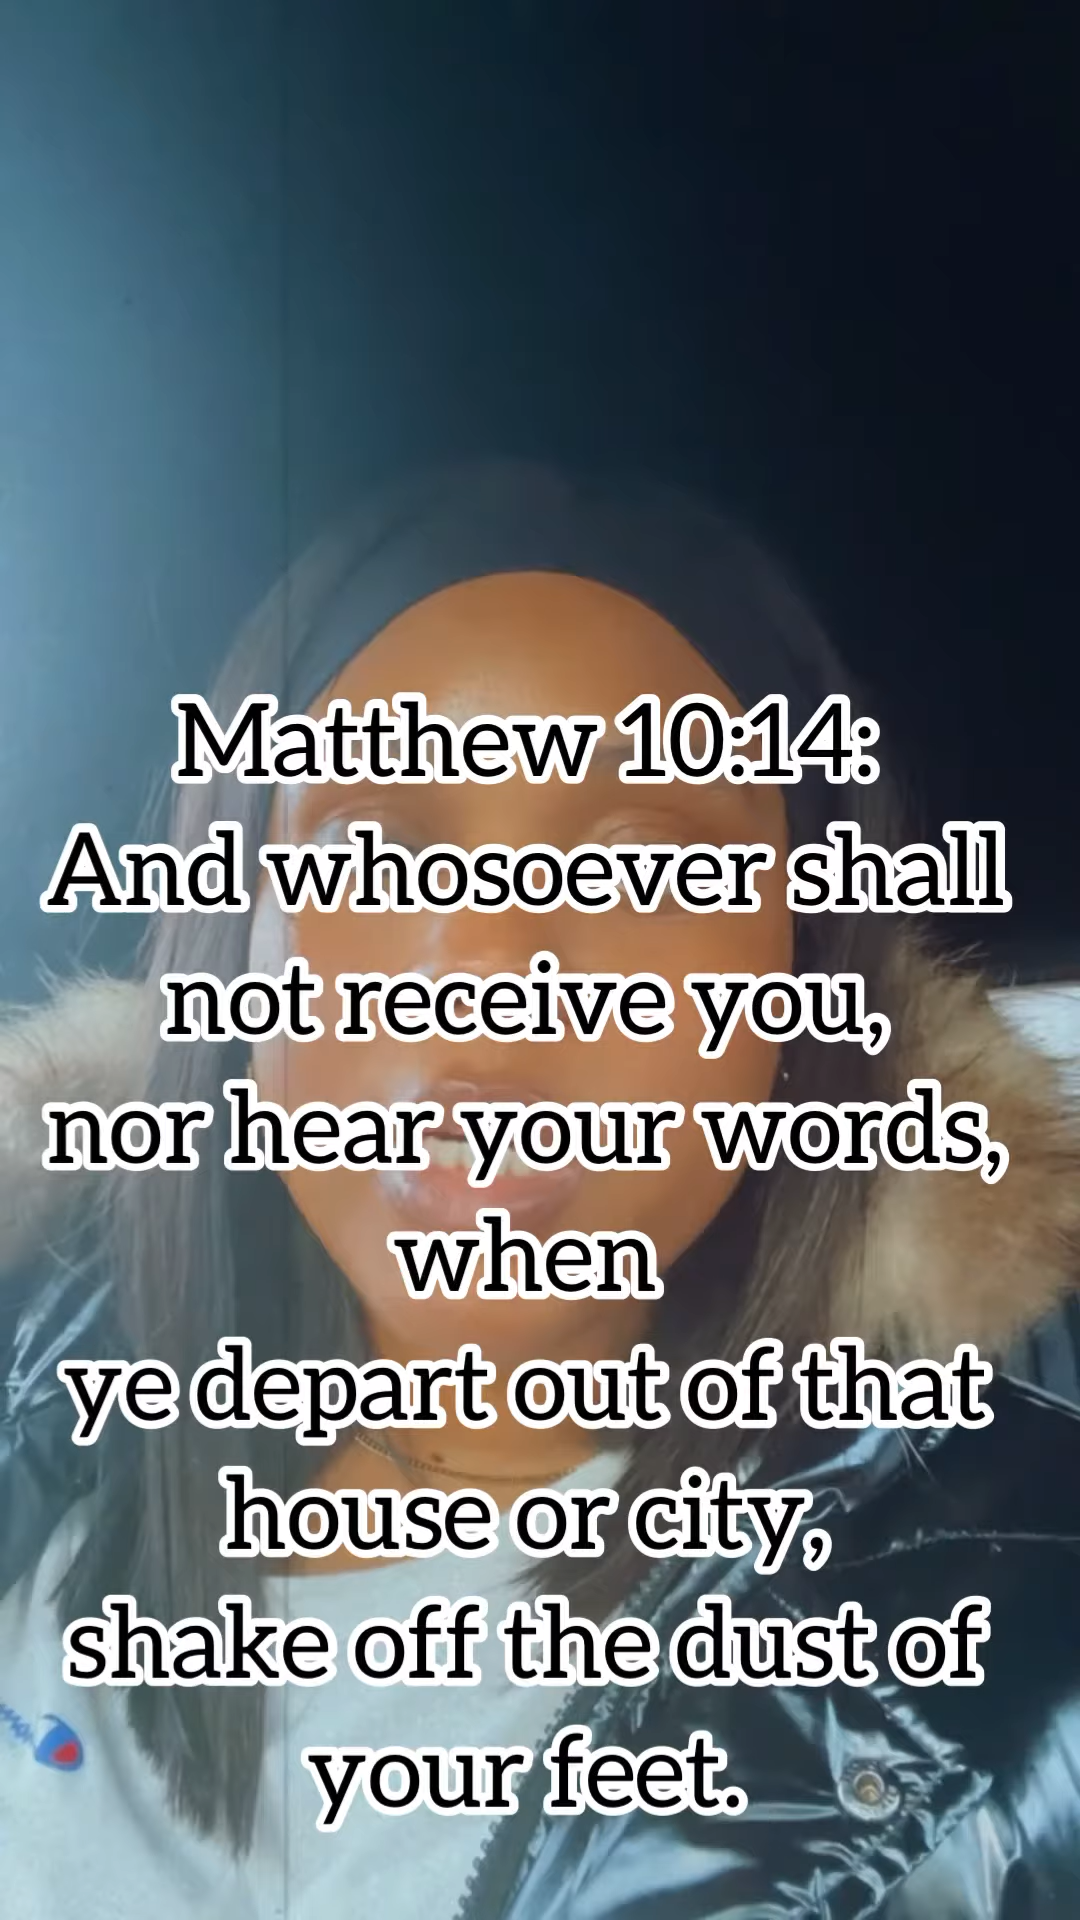 Matthew 10:14:
And whosoever shall
not receive you,
nor hear your words,
when
ye depart out of that
house or city,
shake off the dust of
your feet.